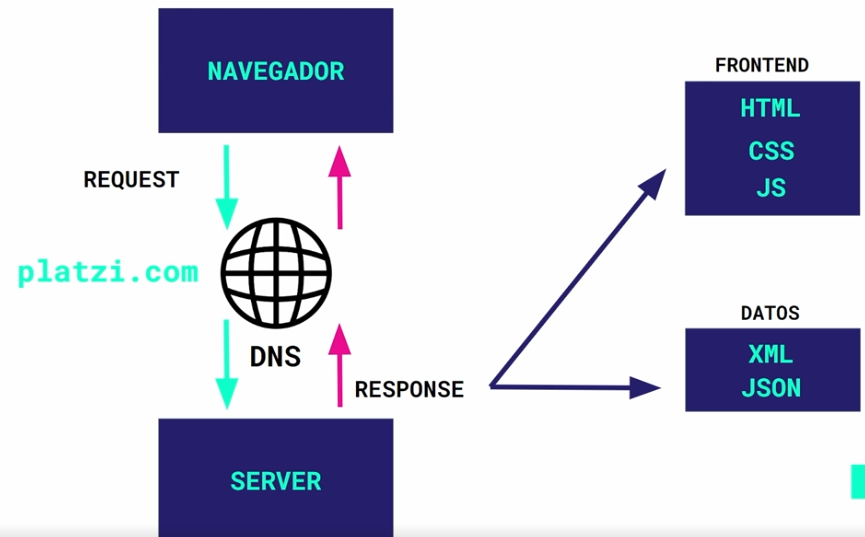 NAVEGADOR
REQUEST
platzi.com
DNS
RESPONSE
SERVER
FRONTEND
HTML
CSS
JS
DATOS
XML
JSON